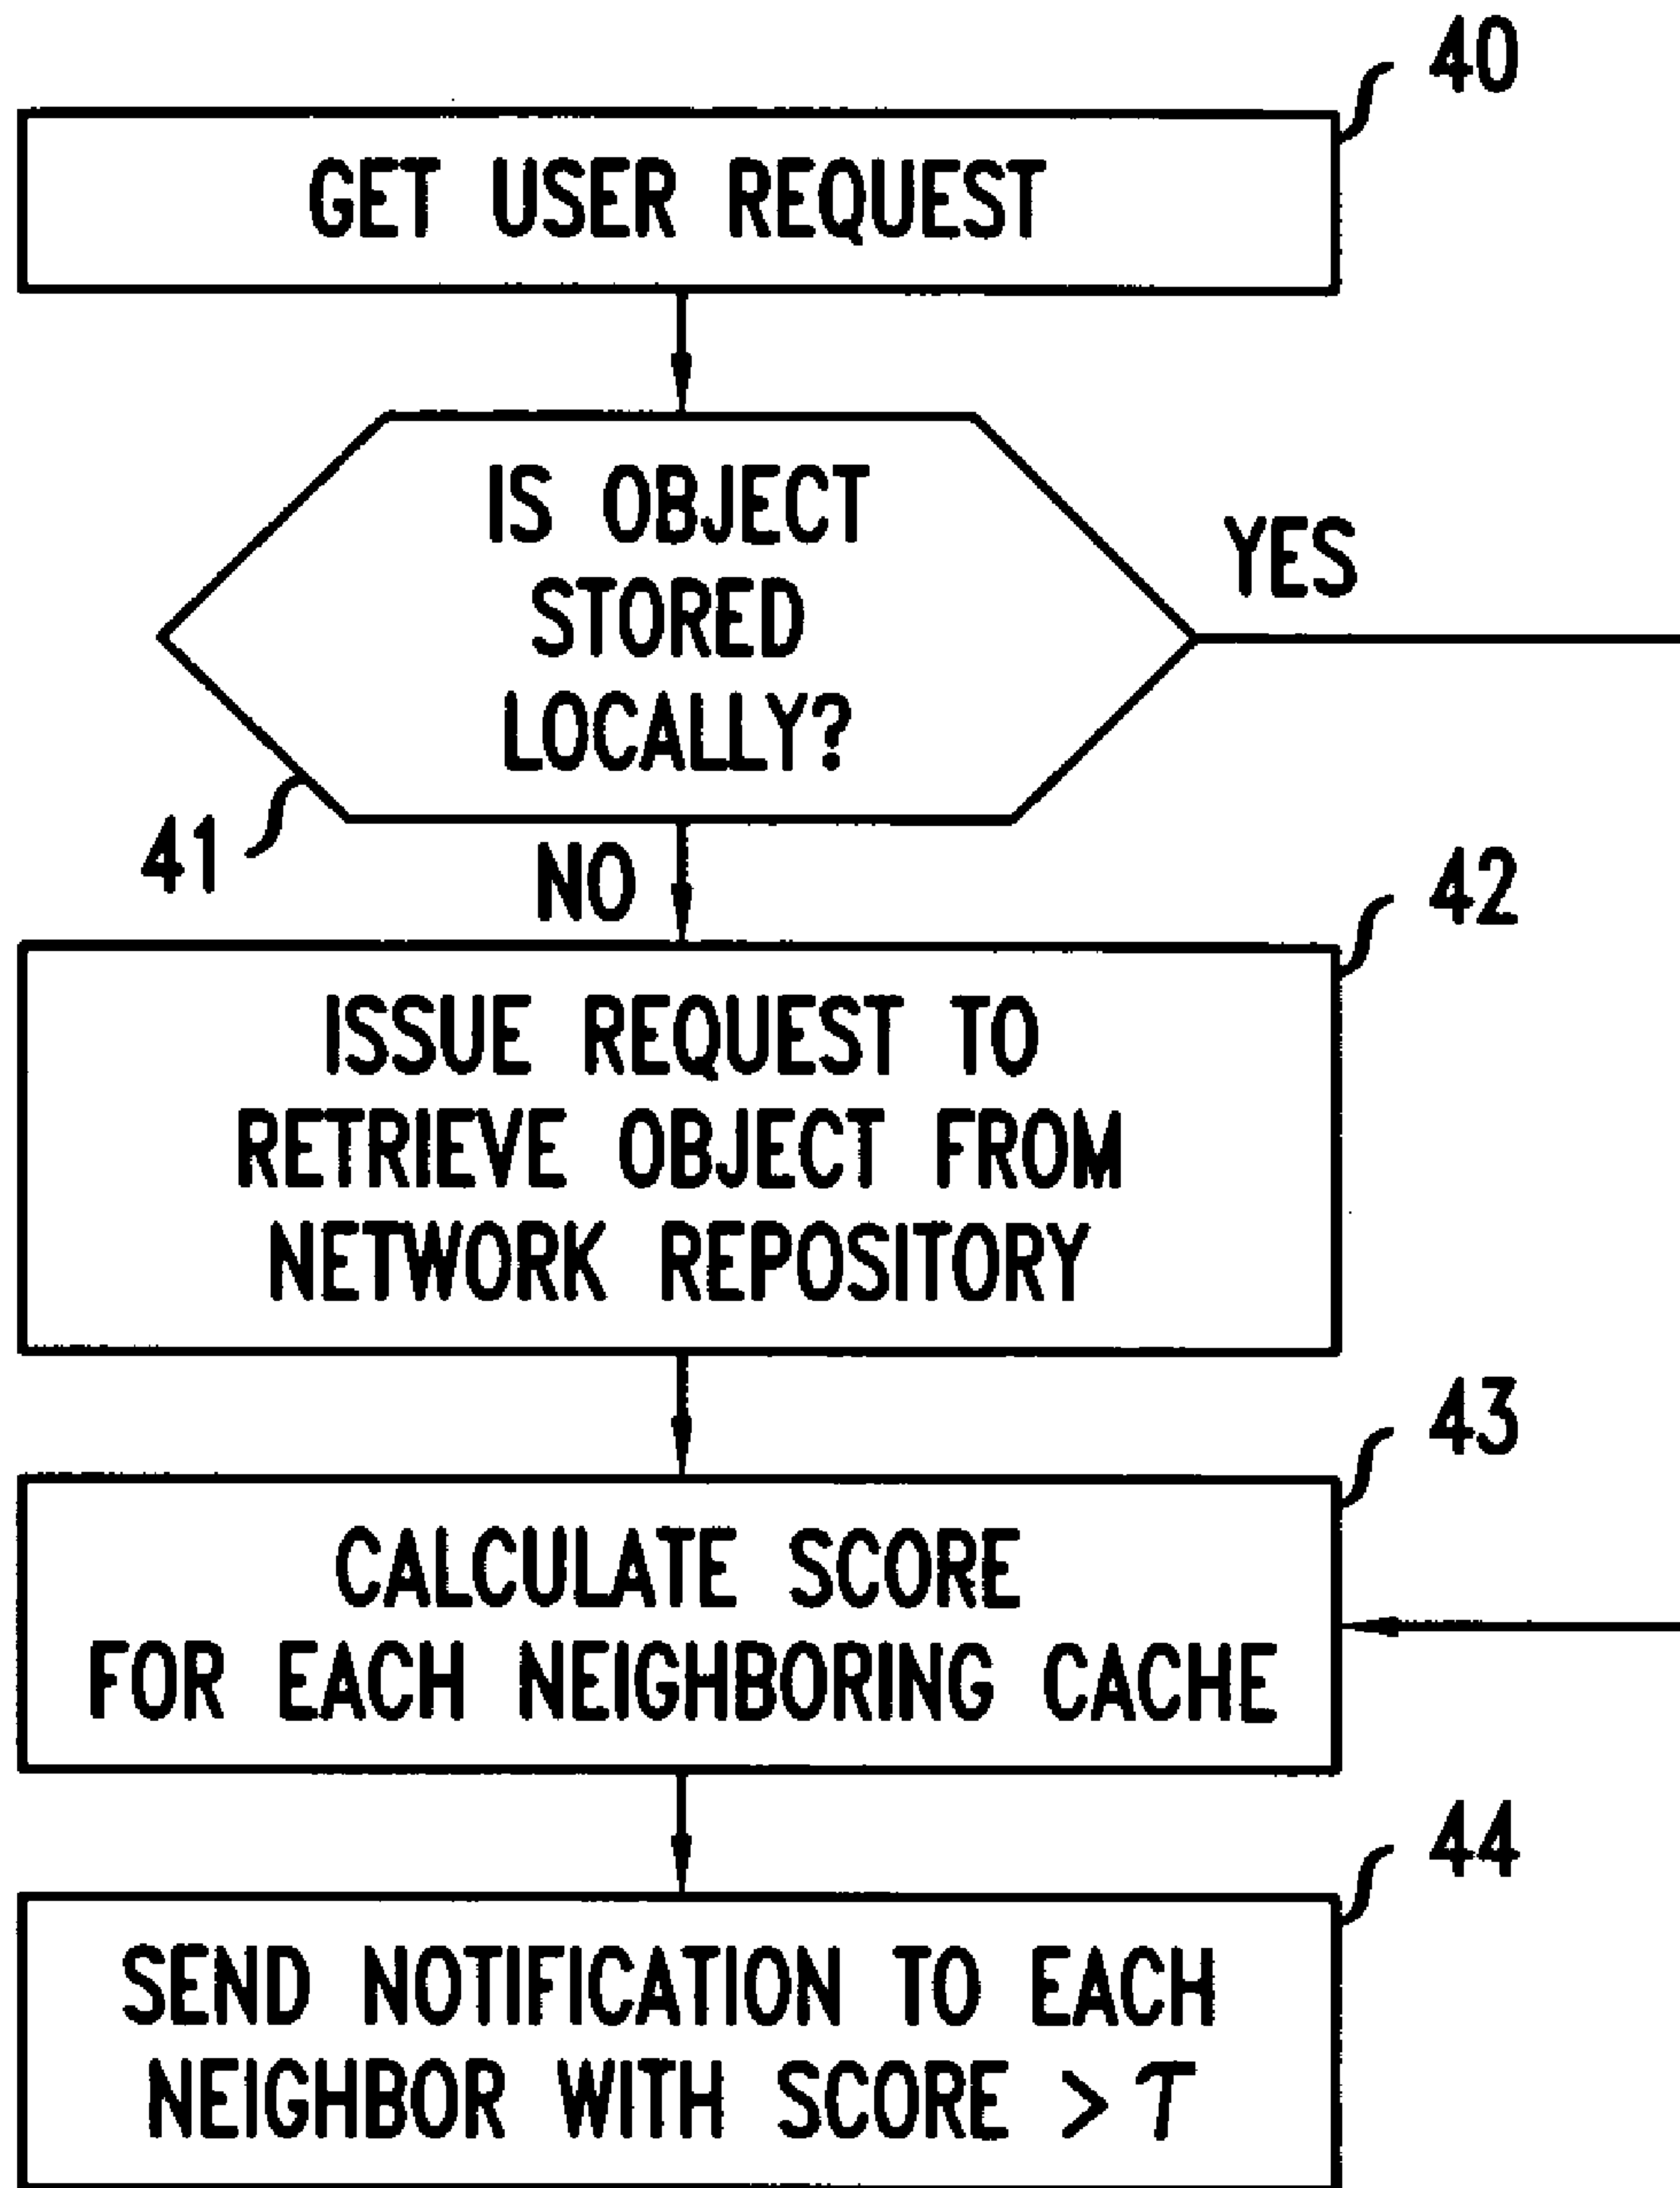 40
GET USER REQUEST
IS OBJECT
STORED
LOCALLY?
YES
41
NO
42
ISSUE REQUEST TO
RETRIEVE OBJECT FROM
NETWORK REPOSITORY
43
CALCULATE SCORE
FOR EACH NEIGHBORING CACHE
44
SEND NOTIFICATION TO EACH
NEIGHBOR WITH SCORE > τ